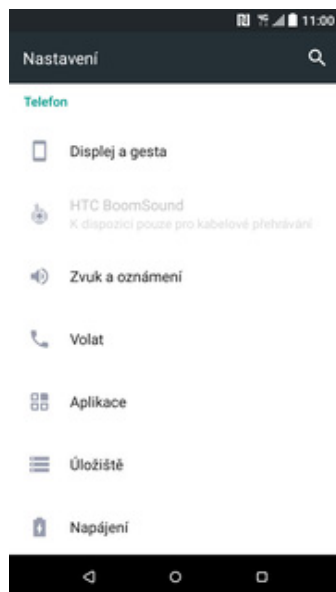 11:00
Nastavení
Telefon
Displej a gesta
HTC BoomSound
K dispozici pouze pro kabelové přehrávání
Zvuk a oznámení
Volat
Aplikace
Úložiště
Napájení